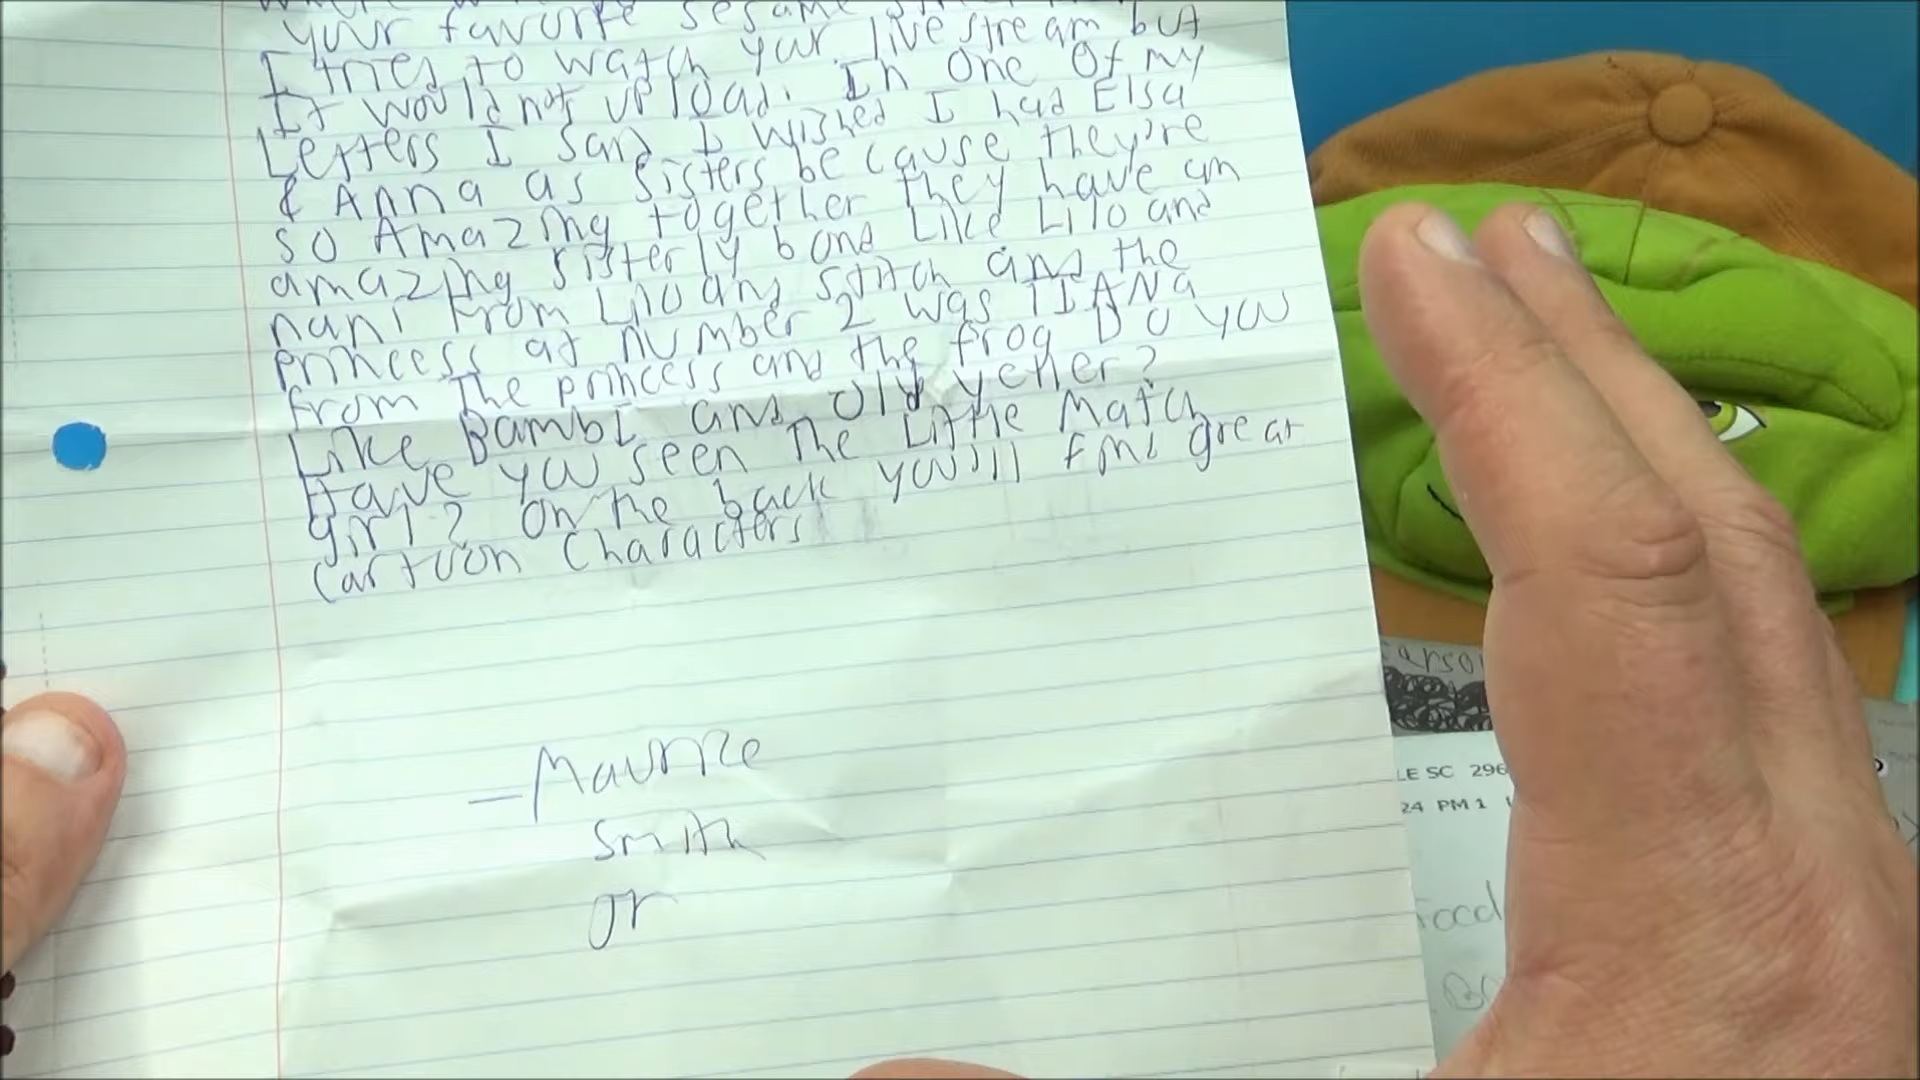 your favorite sesame
I tried to watch your livestream but
It would not upload. In One Of my
Letters I said I wished I had Elsa
& Anna as sisters because they're
so Amazing together they have an
amazing sisterly bond Like Lilo and
nani from Lilo and Stitch and the
princess at number 2 was TIANa
from The princess and the frog Do you
Like BambI and Old yeller?
Have you seen The Little Match
girl? On the back you'll find great
Cartoon Characters
—Maurice
Smith
or
LE SC 296
24 PM 1